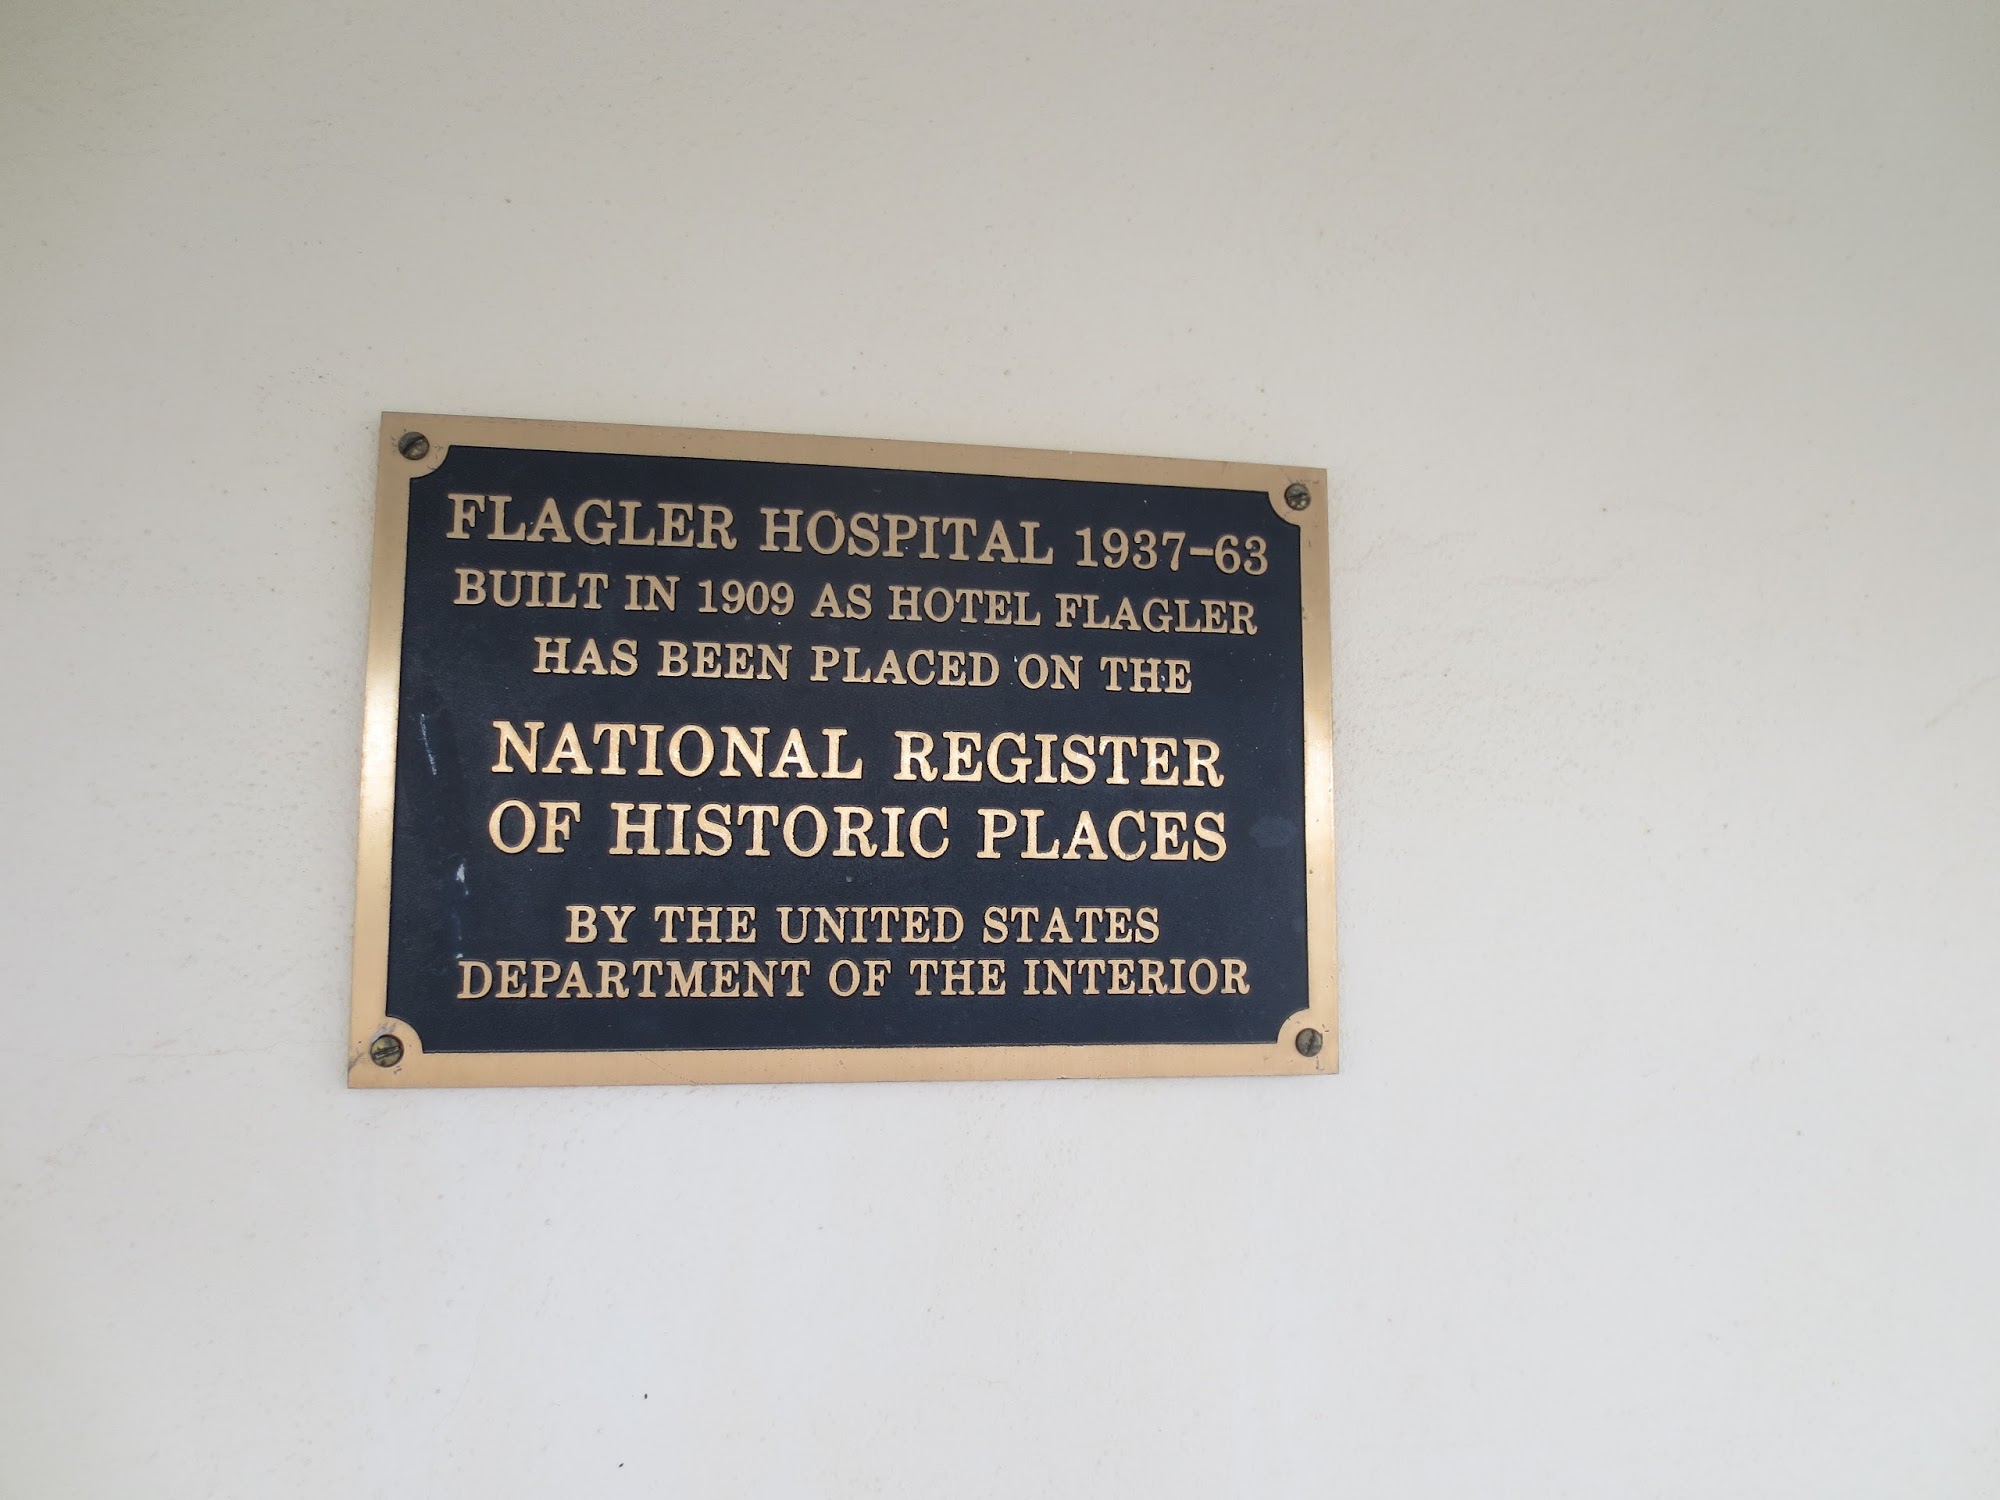 FLAGLER HOSPITAL 1937-63
BUILT IN 1909 AS HOTEL FLAGLER
HAS BEEN PLACED ON THE
NATIONAL REGISTER
OF HISTORIC PLACES
BY THE UNITED STATES
DEPARTMENT OF THE INTERIOR